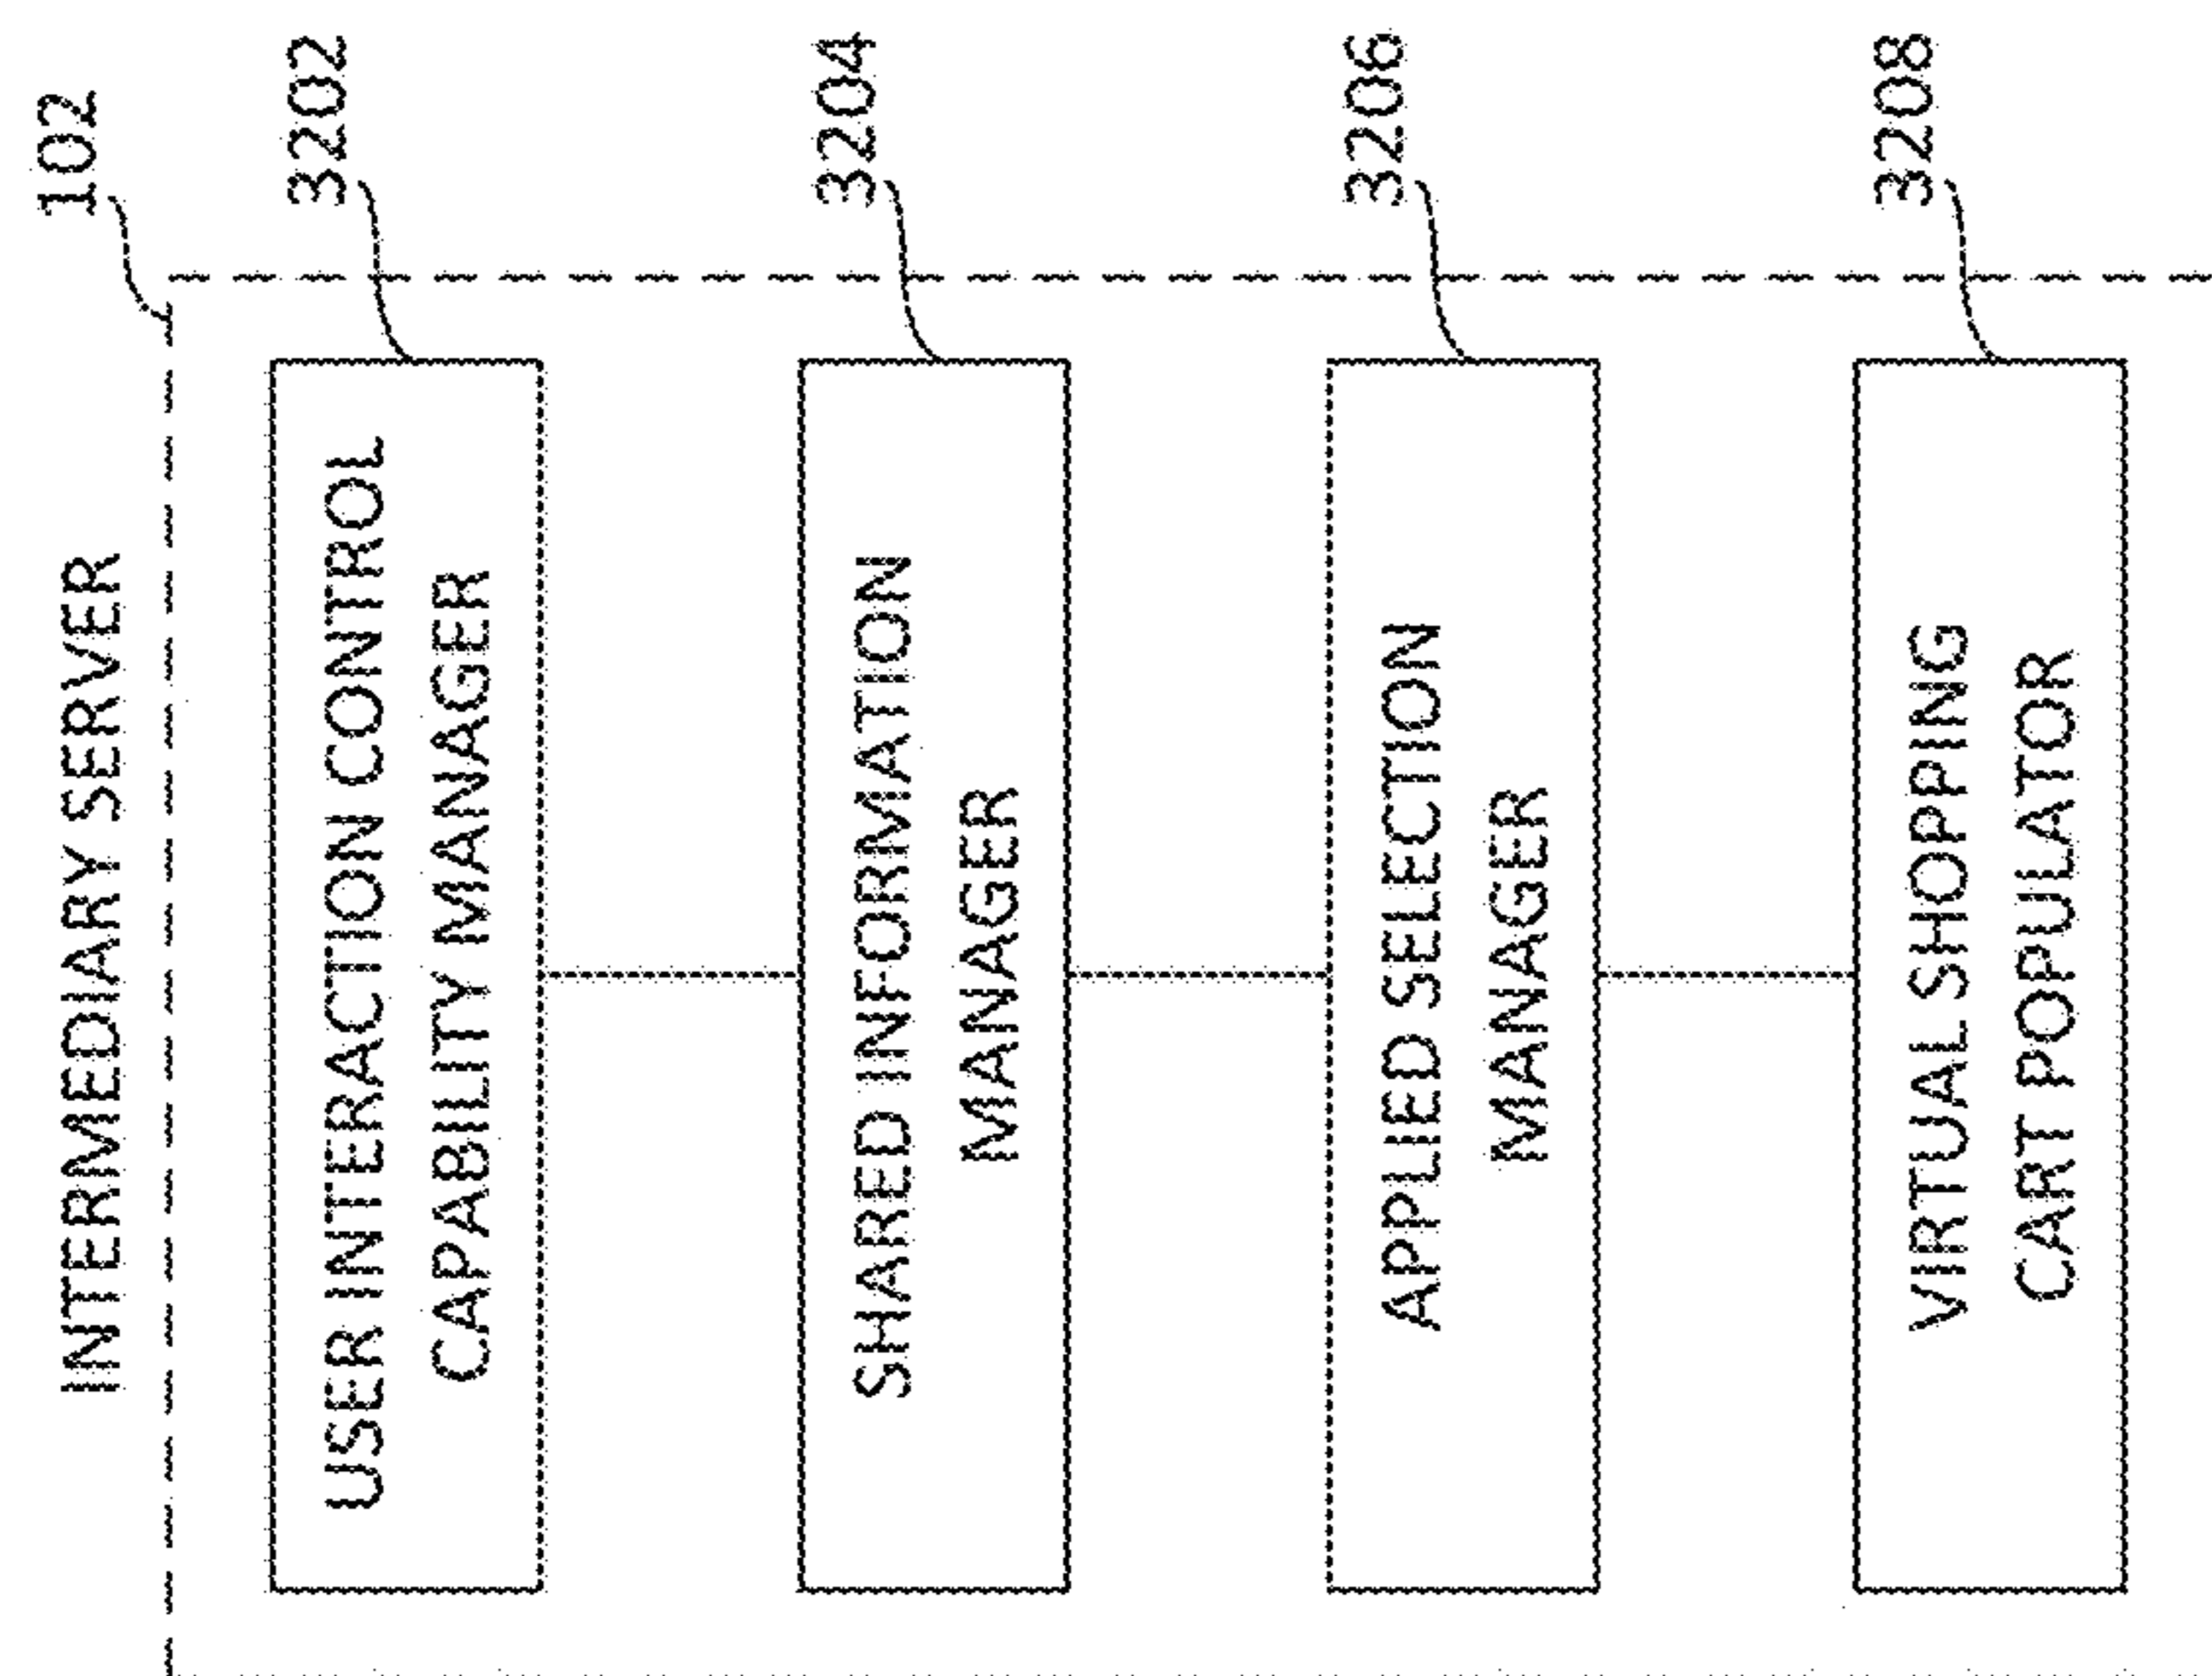 INTERMEDIARY SERVER
102
USER INTERACTION CONTROL
CAPABILITY MANAGER
3202
SHARED INFORMATION
MANAGER
3204
APPLIED SELECTION
MANAGER
3206
VIRTUAL SHOPPING
CART POPULATOR
3208